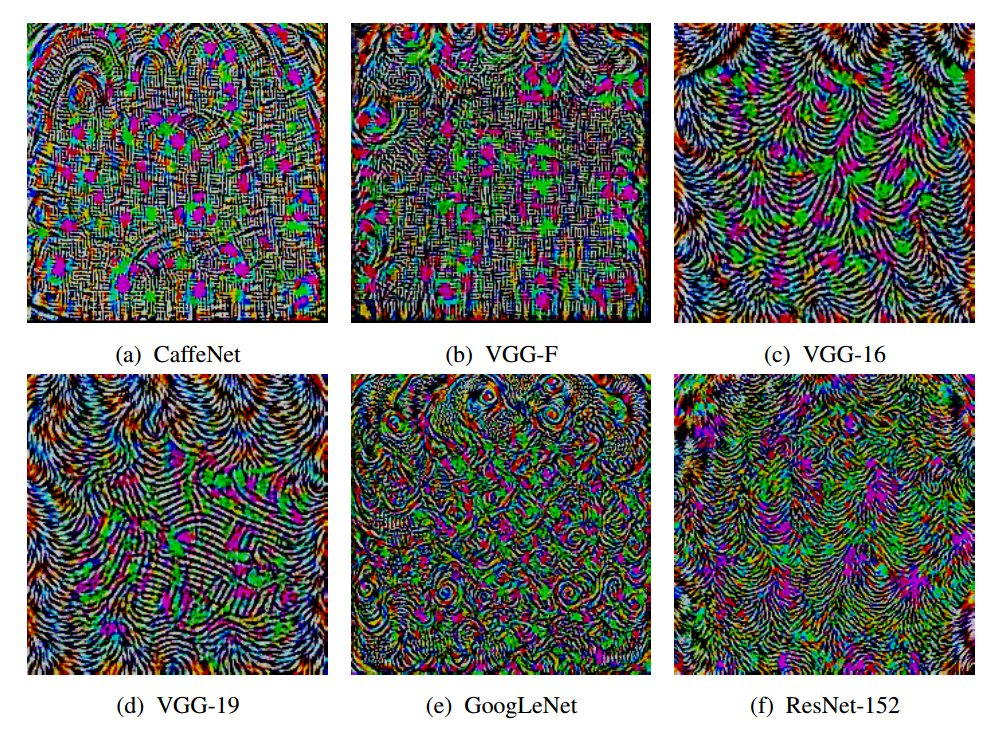 (a) CaffeNet
(b) VGG-F
(c) VGG-16
(d) VGG-19
(e) GoogLeNet
(f) ResNet-152